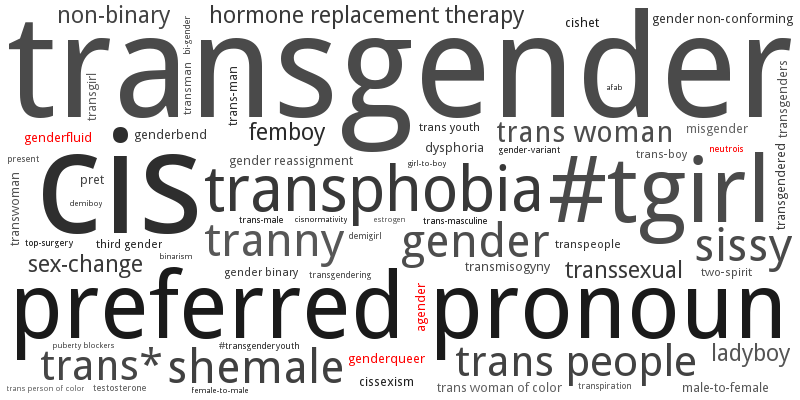 non-binary
bi-gender
hormone replacement therapy
cishet
gender non-conforming
transgender
transgirl
transman
trans-man
afab
transgenders
genderfluid
genderbend
femboy
trans youth
trans woman
misgender
dysphoria
gender-variant
trans-boy
neutrois
present
cis
pret
gender reassignment
girl-to-boy
transphobia
#tgirl
transgendered
transwoman
demiboy
trans-male
cisnormativity
estrogen
trans-masculine
top-surgery
third gender
tranny
demigirl
gender
transpeople
sissy
binarism
sex-change
gender binary
transgendering
transmisogyny
transsexual
two-spirit
preferred pronoun
agender
puberty blockers
#transgenderyouth
trans*
shemale
genderqueer
trans people
ladyboy
cissexism
trans person of color
testosterone
female-to-male
trans woman of color
transpiration
male-to-female